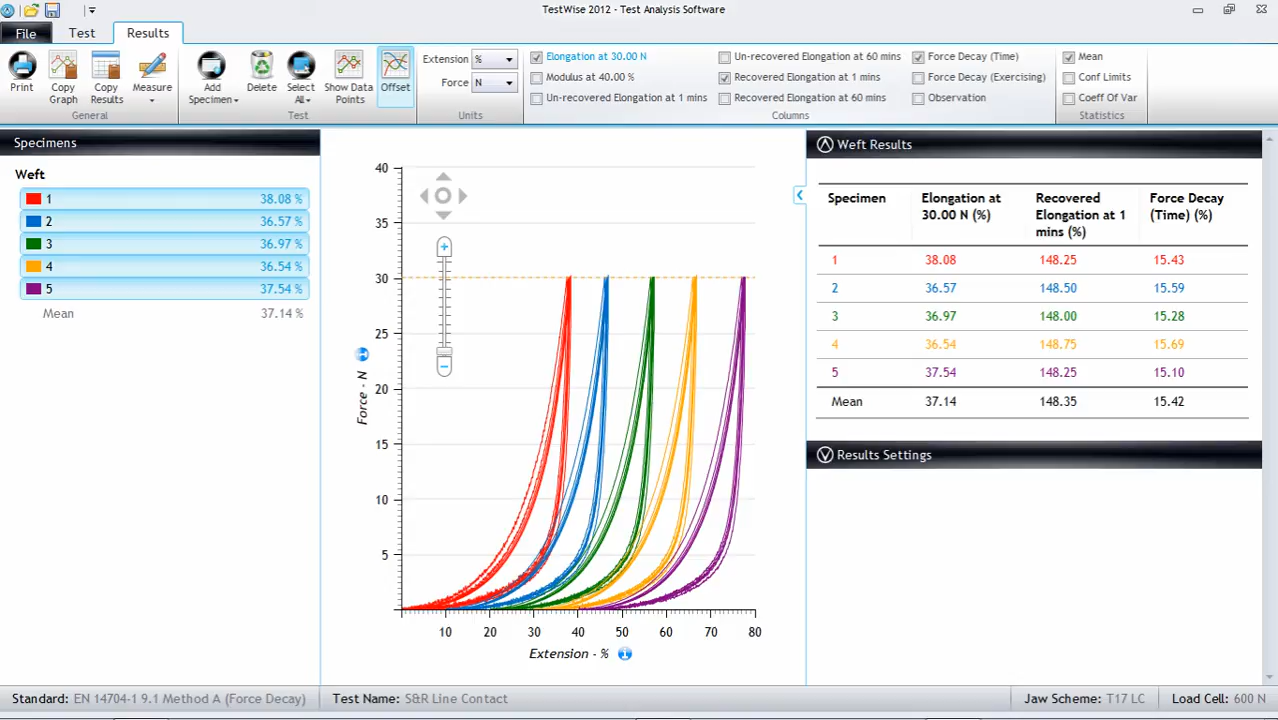 TestWise 2012 - Test Analysis Software
File Test Results
Print
Copy Graph
Copy Results
Measure
General
Add Specimen
Delete
Select All
Show Data Points
Offset
Test
Extension %
Force N
Units
Elongation at 30.00 N
Modulus at 40.00 %
Un-recovered Elongation at 1 mins
Un-recovered Elongation at 60 mins
Recovered Elongation at 1 mins
Recovered Elongation at 60 mins
Force Decay (Time)
Force Decay (Exercising)
Observation
Columns
Mean
Conf Limits
Coeff Of Var
Statistics
Specimens
Weft
1 38.08 %
2 36.57 %
3 36.97 %
4 36.54 %
5 37.54 %
Mean 37.14 %
40
35
30
25
20
15
10
5
Force - N
10 20 30 40 50 60 70 80
Extension - %
Weft Results
Specimen
Elongation at 30.00 N (%)
Recovered Elongation at 1 mins (%)
Force Decay (Time) (%)
1 38.08 148.25 15.43
2 36.57 148.50 15.59
3 36.97 148.00 15.28
4 36.54 148.75 15.69
5 37.54 148.25 15.10
Mean 37.14 148.35 15.42
Results Settings
Standard: EN 14704-1 9.1 Method A (Force Decay)
Test Name: S&R Line Contact
Jaw Scheme: T17 LC
Load Cell: 600 N